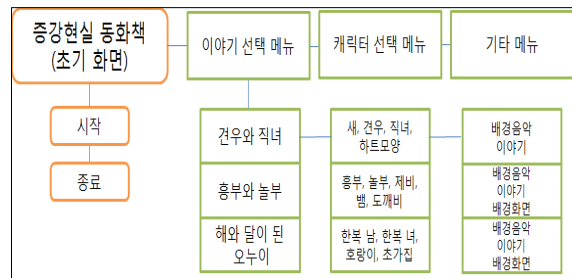 증강현실 동화책
(초기 화면)
이야기 선택 메뉴
캐릭터 선택 메뉴
기타 메뉴
시작
종료
견우와 직녀
새, 견우, 직녀,
하트모양
배경음악
이야기
흥부와 놀부
흥부, 놀부, 제비,
뱀, 도깨비
배경음악
이야기
배경화면
해와 달이 된
오누이
한복 남, 한복 녀,
호랑이, 초가집
배경음악
이야기
배경화면